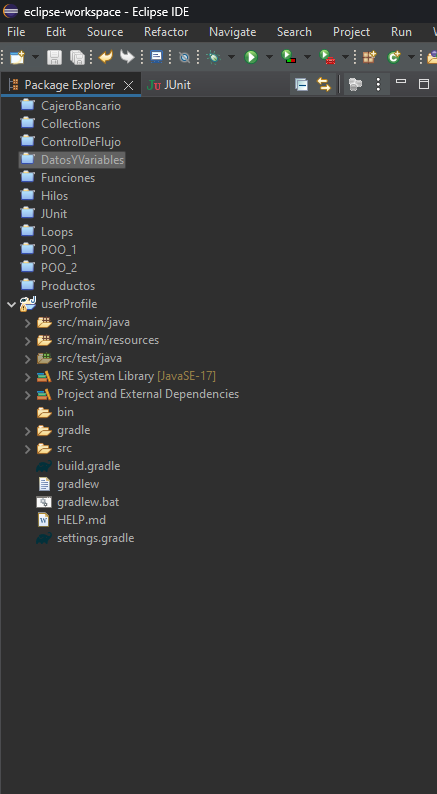 eclipse-workspace - Eclipse IDE
File Edit Source Refactor Navigate Search Project Run
Package Explorer JUnit
CajeroBancario
Collections
ControlDeFlujo
DatosYVariables
Funciones
Hilos
JUnit
Loops
POO_1
POO_2
Productos
userProfile
src/main/java
src/main/resources
src/test/java
JRE System Library [JavaSE-17]
Project and External Dependencies
bin
gradle
src
build.gradle
gradlew
gradlew.bat
HELP.md
settings.gradle